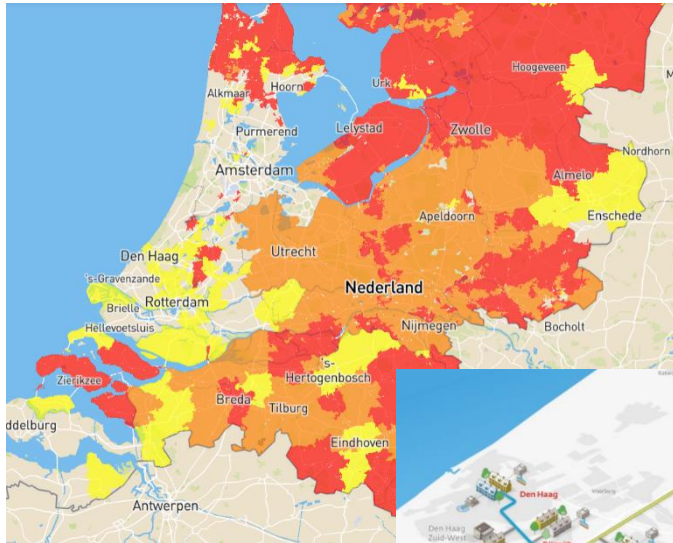 Hoogeveen
Urk
Alkmaar
Hoorn
Purmerend
Lelystad
Zwolle
Nordhorn
Amsterdam
Almelo
Apeldoorn
Enschede
Den Haag
Utrecht
's-Gravenzande
Nederland
Brielle
Rotterdam
Hellevoetsluis
Nijmegen
Bocholt
's-
Hertogenbosch
Zierikzee
Breda
Tilburg
ddelburg
Eindhoven
Antwerpen
Den Haag
Den Haag
Zuid-West